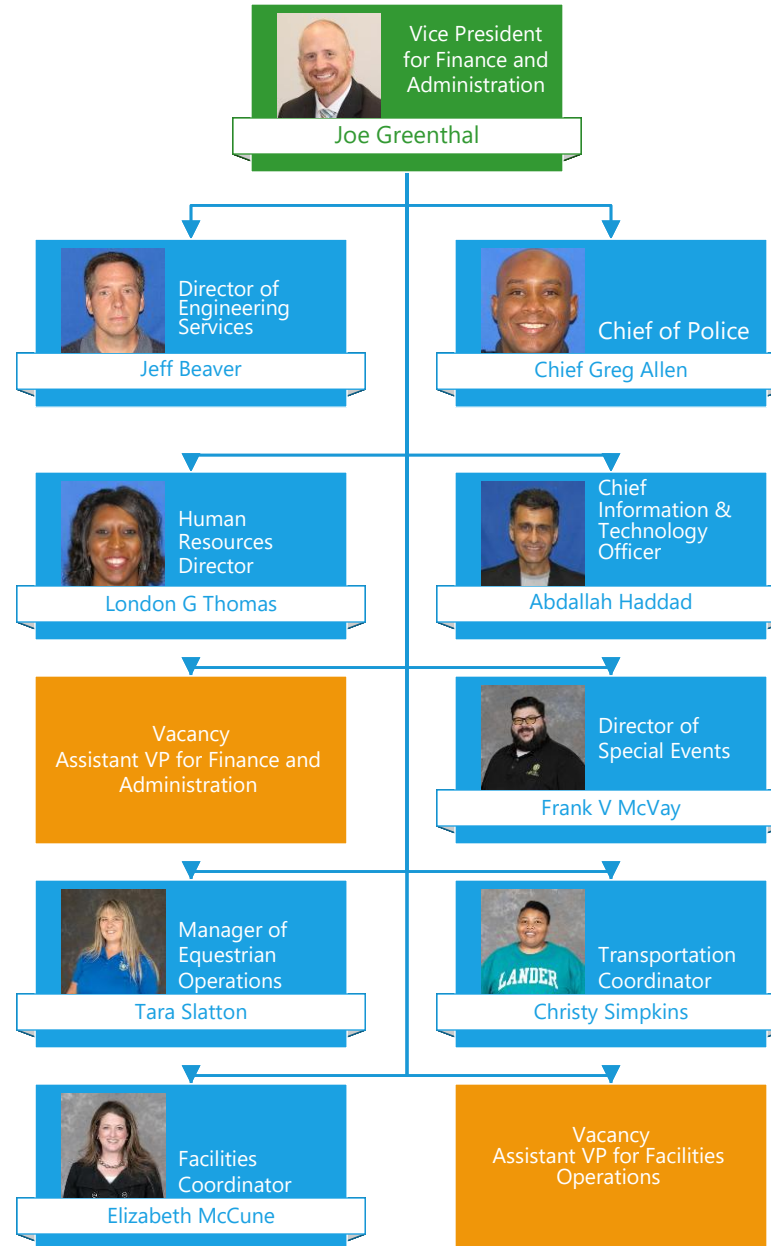 Vice President
for Finance and
Administration
Joe Greenthal
Director of
Engineering
Services
Jeff Beaver
Chief of Police
Chief Greg Allen
Human
Resources
Director
London G Thomas
Chief
Information &
Technology
Officer
Abdallah Haddad
Vacancy
Assistant VP for Finance and
Administration
Director of
Special Events
Frank V McVay
Manager of
Equestrian
Operations
Tara Slatton
LANDER
Transportation
Coordinator
Christy Simpkins
Facilities
Coordinator
Elizabeth McCune
Vacancy
Assistant VP for Facilities
Operations